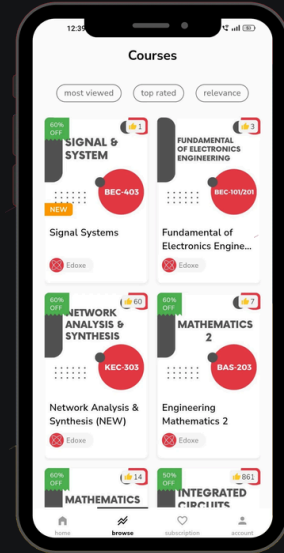 12:39
Courses
most viewed
top rated
relevance
60%
OFF
1
SIGNAL &
SYSTEM
BEC-403
NEW
Signal Systems
Edoxe
3
FUNDAMENTAL
OF ELECTRONICS
ENGINEERING
BEC-101/201
Fundamental of
Electronics Engine...
Edoxe
60%
OFF
60
NETWORK
ANALYSIS &
SYNTHESIS
KEC-303
Network Analysis &
Synthesis (NEW)
Edoxe
60%
OFF
7
MATHEMATICS
2
BAS-203
Engineering
Mathematics 2
Edoxe
60%
OFF
14
MATHEMATICS
50%
OFF
861
INTEGRATED
CIRCUITS
home
browse
subscription
account